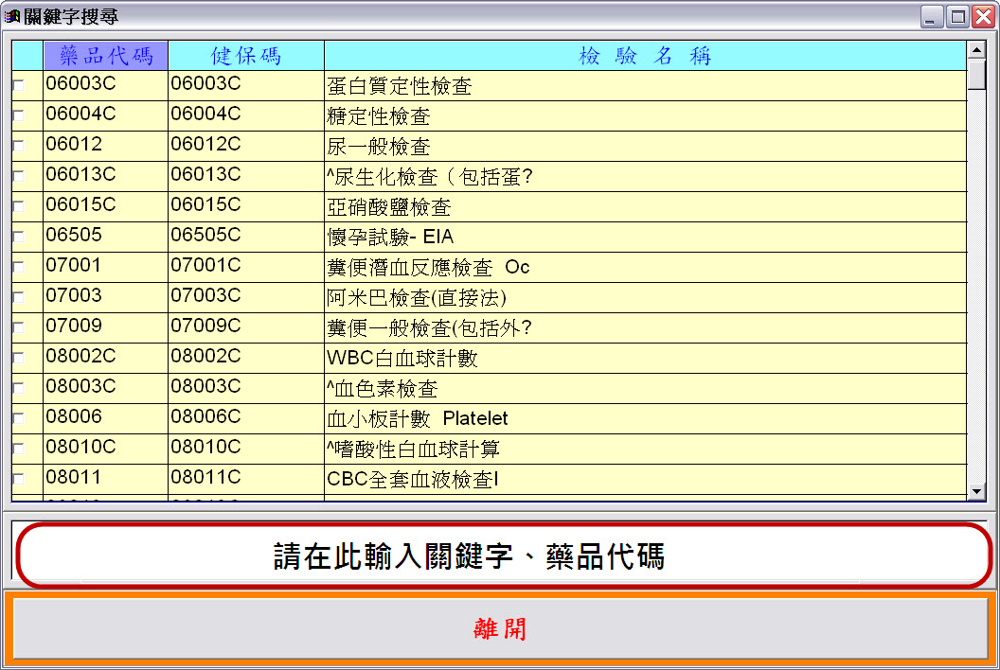 關鍵字搜尋
藥品代碼 健保碼 檢驗名稱
06003C 06003C 蛋白質定性檢查
06004C 06004C 糖定性檢查
06012 06012C 尿一般檢查
06013C 06013C ^尿生化檢查（包括蛋?
06015C 06015C 亞硝酸鹽檢查
06505 06505C 懷孕試驗- EIA
07001 07001C 糞便潛血反應檢查 Oc
07003 07003C 阿米巴檢查(直接法)
07009 07009C 糞便一般檢查(包括外?
08002C 08002C WBC白血球計數
08003C 08003C ^血色素檢查
08006 08006C 血小板計數 Platelet
08010C 08010C ^嗜酸性白血球計算
08011 08011C CBC全套血液檢查I
請在此輸入關鍵字、藥品代碼
離開